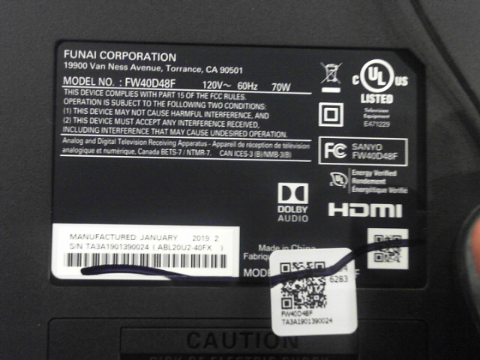 FUNAI CORPORATION
19900 Van Ness Avenue, Torrance, CA 90501
MODEL NO. : FW40D48F 120V~ 60Hz 70W
THIS DEVICE COMPLIES WITH PART 15 OF THE FCC RULES.
OPERATION IS SUBJECT TO THE FOLLOWING TWO CONDITIONS:
(1) THIS DEVICE MAY NOT CAUSE HARMFUL INTERFERENCE, AND
(2) THIS DEVICE MUST ACCEPT ANY INTERFERENCE RECEIVED,
INCLUDING INTERFERENCE THAT MAY CAUSE UNDESIRED OPERATION.
Analog and Digital Television Receiving Apparatus - Appareil de réception de télévision
analogique et numérique, Canada BETS-7 / NTMR-7. CAN ICES-3 (B)/NMB-3(B)
C UL US
LISTED
Television Equipment
E471229
FC SANYO
FW40D48F
Energy Verified
Rendement
Énergétique Vérifié
DOLBY
AUDIO
HDMI
MANUFACTURED JANUARY 2019 2
S/N TA3A1901390024 ( ABL20U2-40FX )
Made in China
Fabriqué
MODEL
F
6283
FW40D48F
TA3A1901390024
CAUTION